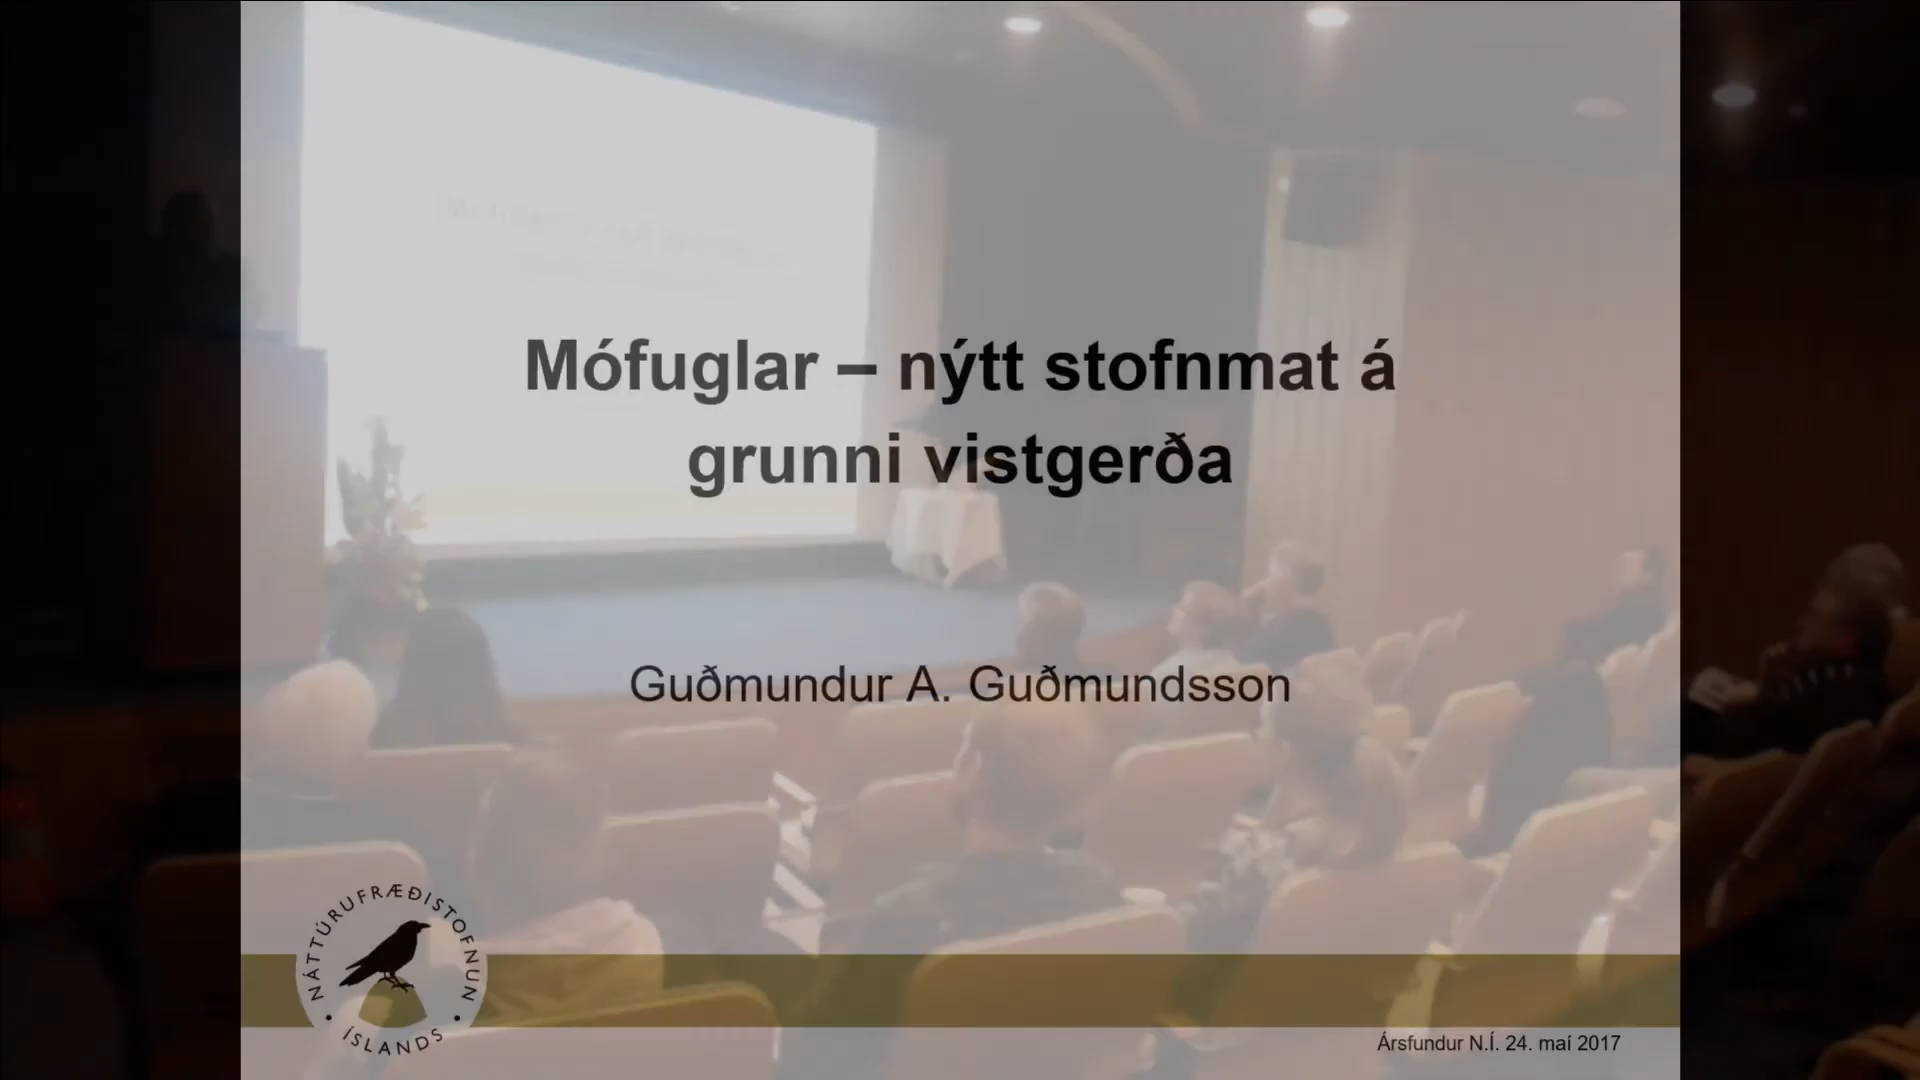 Mófuglar – nýtt stofnmat á
grunni vistgerða
Guðmundur A. Guðmundsson
NÁTTÚRUFRÆÐISTOFNUN
ÍSLANDS
Ársfundur N.Í. 24. maí 2017